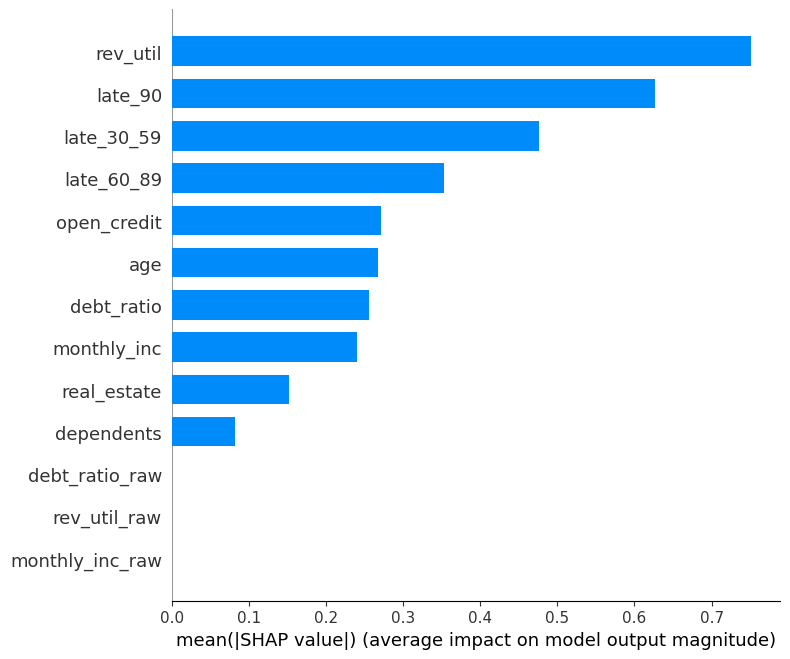 rev_util
late_90
late_30_59
late_60_89
open_credit
age
debt_ratio
monthly_inc
real_estate
dependents
debt_ratio_raw
rev_util_raw
monthly_inc_raw
0.0 0.1 0.2 0.3 0.4 0.5 0.6 0.7
mean(|SHAP value|) (average impact on model output magnitude)